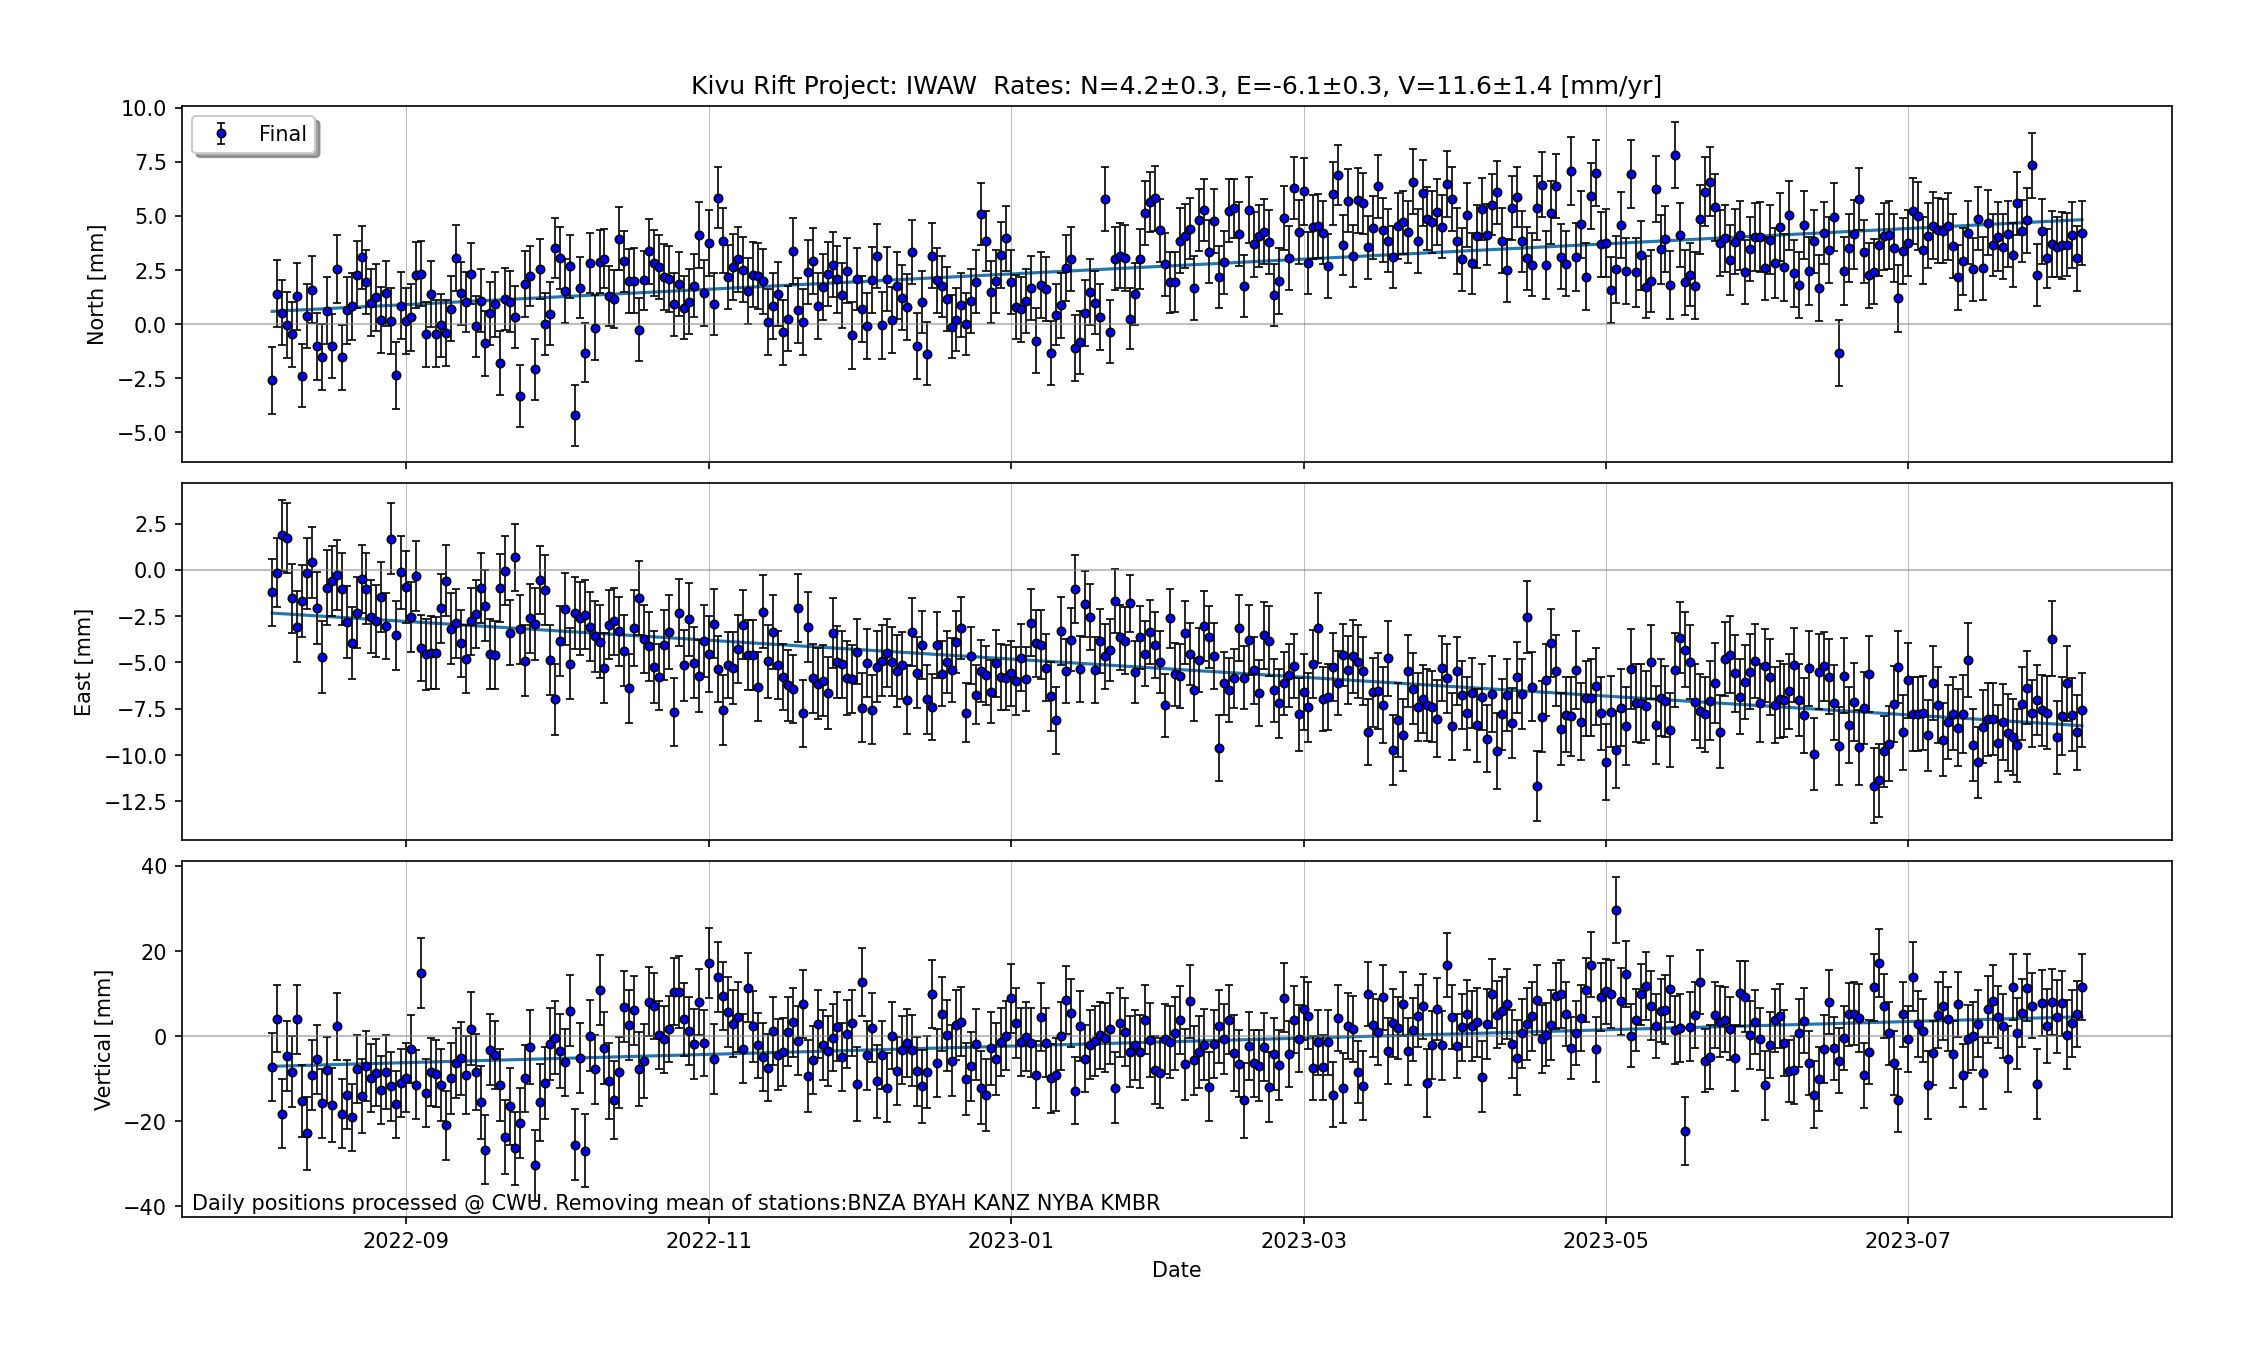 Kivu Rift Project: IWAW  Rates: N=4.2±0.3, E=-6.1±0.3, V=11.6±1.4 [mm/yr]
Final
North [mm]
10.0
7.5
5.0
2.5
0.0
−2.5
−5.0
East [mm]
2.5
0.0
−2.5
−5.0
−7.5
−10.0
−12.5
Vertical [mm]
40
20
0
−20
−40
Daily positions processed @ CWU. Removing mean of stations:BNZA BYAH KANZ NYBA KMBR
2022-09 2022-11 2023-01 2023-03 2023-05 2023-07
Date